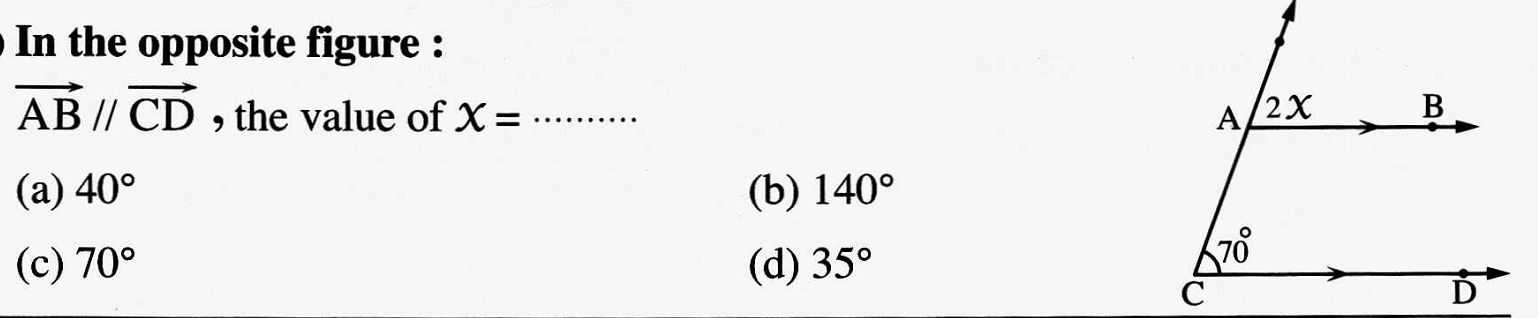 In the opposite figure :
AB // CD , the value of x = ..........
(a) 40°
(b) 140°
(c) 70°
(d) 35°
A
2x
B
70°
C
D